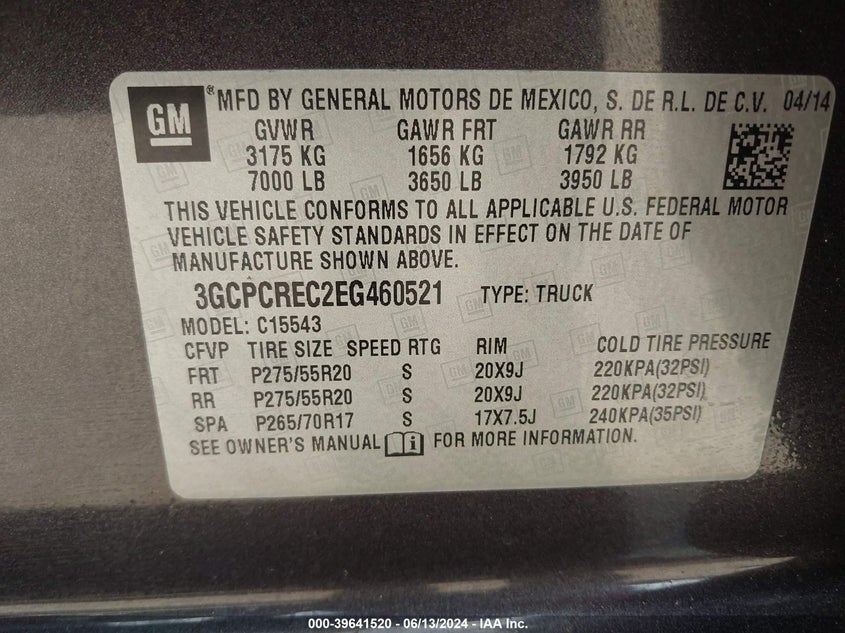 GM ® MFD BY GENERAL MOTORS DE MEXICO, S. DE R.L. DE C.V. 04/14
GVWR GAWR FRT GAWR RR
3175 KG 1656 KG 1792 KG
7000 LB 3650 LB 3950 LB
THIS VEHICLE CONFORMS TO ALL APPLICABLE U.S. FEDERAL MOTOR
VEHICLE SAFETY STANDARDS IN EFFECT ON THE DATE OF
MANUFACTURE SHOWN ABOVE.
3GCPCREC2EG460521 TYPE: TRUCK
MODEL: C15543
CFVP TIRE SIZE SPEED RTG RIM COLD TIRE PRESSURE
FRT P275/55R20 S 20X9J 220KPA(32PSI)
RR P275/55R20 S 20X9J 220KPA(32PSI)
SPA P265/70R17 S 17X7.5J 240KPA(35PSI)
SEE OWNER'S MANUAL i FOR MORE INFORMATION.
000-39641520 / 06/13/2024 - IAA Inc.